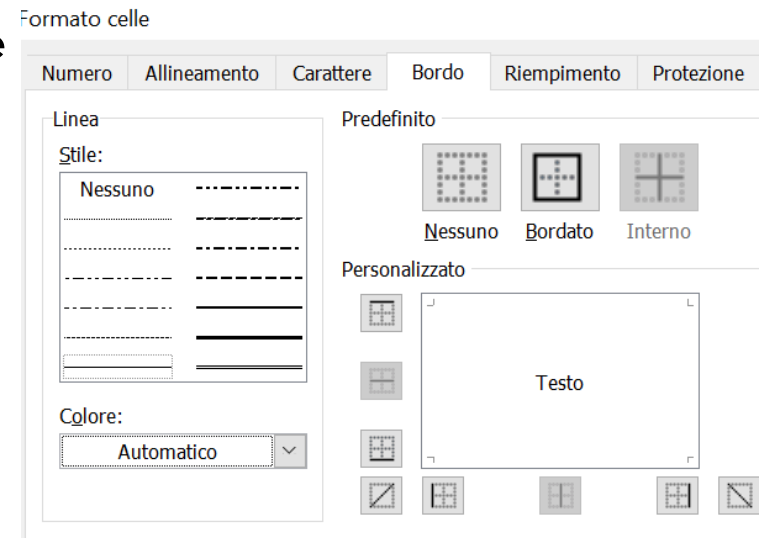 Formato celle
e
Numero Allineamento Carattere Bordo Riempimento Protezione
Linea
Stile:
Nessuno
Predefinito
Nessuno Bordato Interno
Personalizzato
Testo
Colore:
Automatico